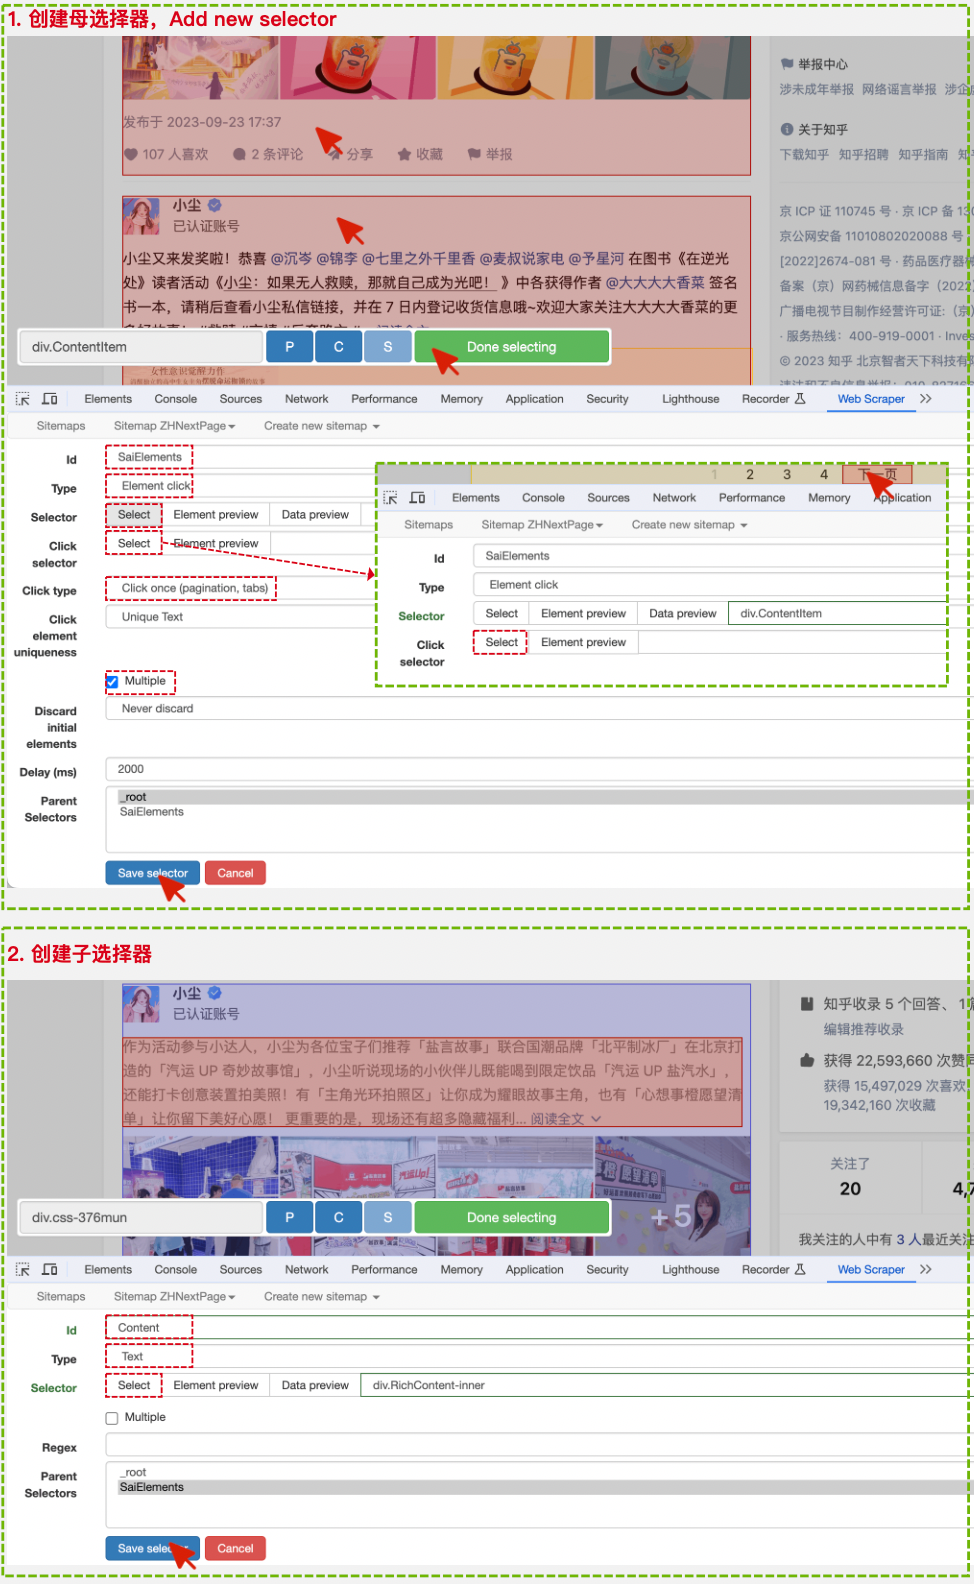 1. 创建母选择器，Add new selector
发布于 2023-09-23 17:37
107 人喜欢 2 条评论 分享 收藏 举报
举报中心
涉未成年举报 网络谣言举报 涉企
关于知乎
下载知乎 知乎招聘 知乎指南
京 ICP 证 110745 号 · 京 ICP 备 130
京公网安备 11010802020088 号
[2022]2674-081 号 · 药品医疗器
备案（京）网药械信息备字（2022
广播电视节目制作经营许可证:（京）
· 服务热线：400-919-0001 · Inves
© 2023 知乎 北京智者天下科技有
小尘
已认证账号
小尘又来发奖啦！恭喜 @沉岑 @锦李 @七里之外千里香 @麦叔说家电 @予星河 在图书《在逆光
处》读者活动《小尘：如果无人救赎，那就自己成为光吧！ 》中各获得作者 @大大大大香菜 签名
书一本，请稍后查看小尘私信链接，并在 7 日内登记收货信息哦~欢迎大家关注大大大大香菜的更
div.ContentItem P C S Done selecting
女性意识觉醒力作
Elements Console Sources Network Performance Memory Application Security Lighthouse Recorder Web Scraper
Sitemaps Sitemap ZHNextPage Create new sitemap
Id SaiElements
Type Element click
Selector Select Element preview Data preview
Click selector Select Element preview
Click type Click once (pagination, tabs)
Click element uniqueness Unique Text
Multiple
Discard initial elements Never discard
Delay (ms) 2000
Parent Selectors _root
SaiElements
Save selector Cancel
1 2 3 4 下一页
Elements Console Sources Network Performance Memory Application
Sitemaps Sitemap ZHNextPage Create new sitemap
Id SaiElements
Type Element click
Selector Select Element preview Data preview div.ContentItem
Click selector Select Element preview
2. 创建子选择器
小尘
已认证账号
作为活动参与小达人，小尘为各位宝子们推荐「盐言故事」联合国潮品牌「北平制冰厂」在北京打
造的「汽运 UP 奇妙故事馆」，小尘听说现场的小伙伴儿既能喝到限定饮品「汽运 UP 盐汽水」，
还能打卡创意装置拍美照！有「主角光环拍照区」让你成为耀眼故事主角，也有「心想事橙愿望清
单」让你留下美好心愿！ 更重要的是，现场还有超多隐藏福利... 阅读全文
汽运Up!
+5
知乎收录 5 个回答、1
编辑推荐收录
获得 22,593,660 次赞同
获得 15,497,029 次喜欢
19,342,160 次收藏
关注了
20
4,7
我关注的人中有 3 人最近关注
div.css-376mun P C S Done selecting
Elements Console Sources Network Performance Memory Application Security Lighthouse Recorder Web Scraper
Sitemaps Sitemap ZHNextPage Create new sitemap
Id Content
Type Text
Selector Select Element preview Data preview div.RichContent-inner
Multiple
Regex
Parent Selectors _root
SaiElements
Save selec Cancel